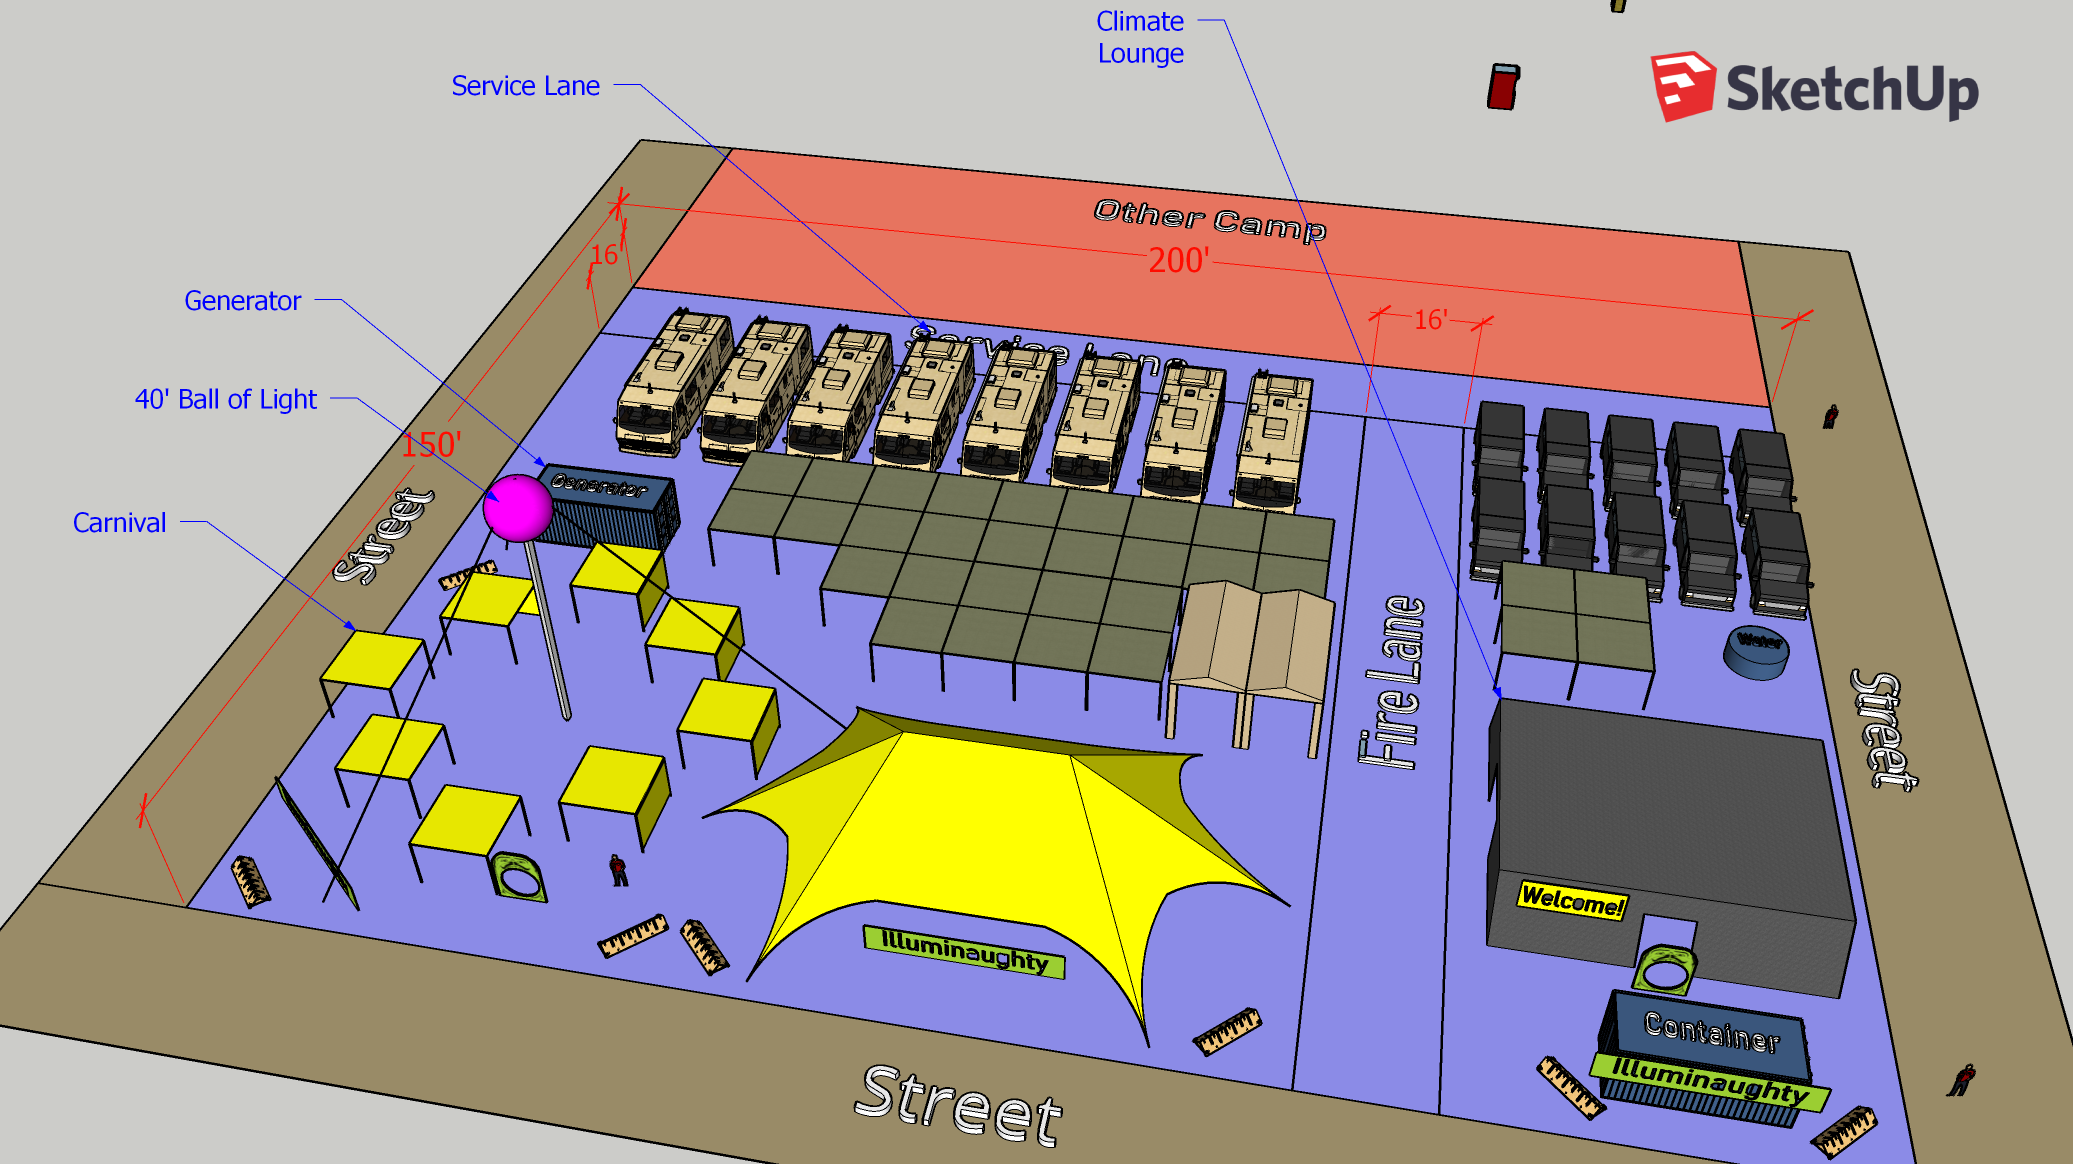 Climate
Lounge
SketchUp
Service Lane
Other Camp
200'
16'
Generator
16'
Service Lane
40' Ball of Light
150'
Generator
Carnival
Street
Fire Lane
Water
Street
Welcome!
Illuminaughty
Container
Illuminaughty
Street